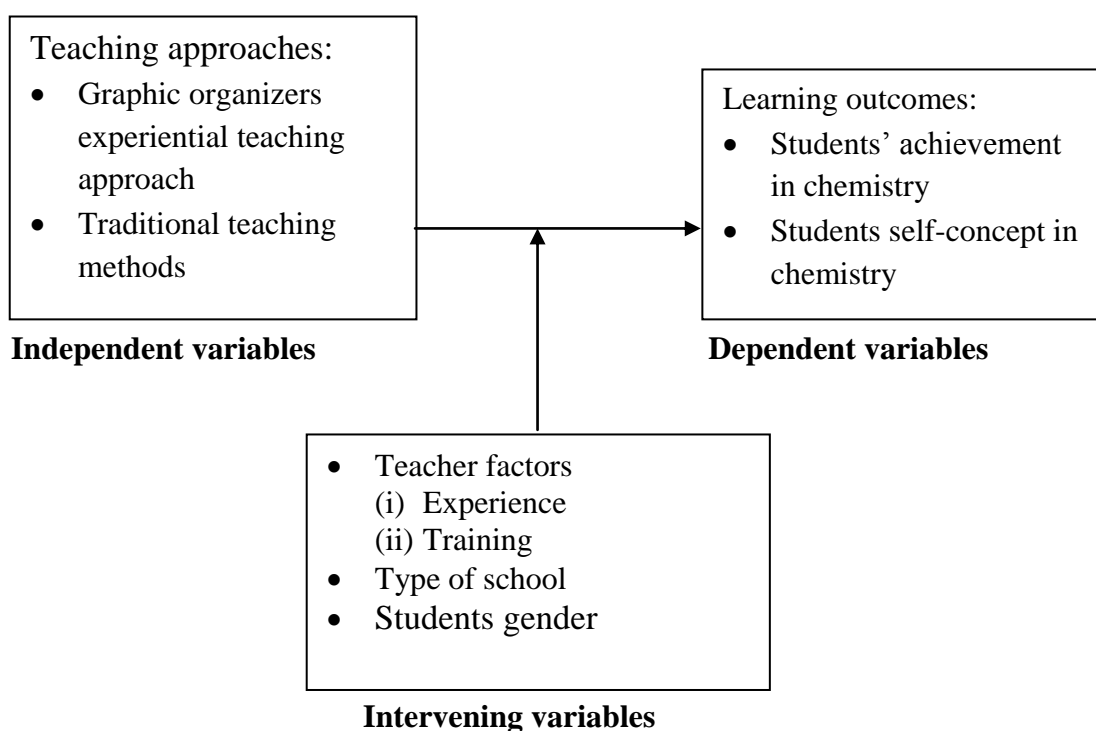 Teaching approaches:
• Graphic organizers
experiential teaching
approach
• Traditional teaching
methods
Independent variables
Learning outcomes:
• Students’ achievement
in chemistry
• Students self-concept in
chemistry
Dependent variables
• Teacher factors
(i) Experience
(ii) Training
• Type of school
• Students gender
Intervening variables